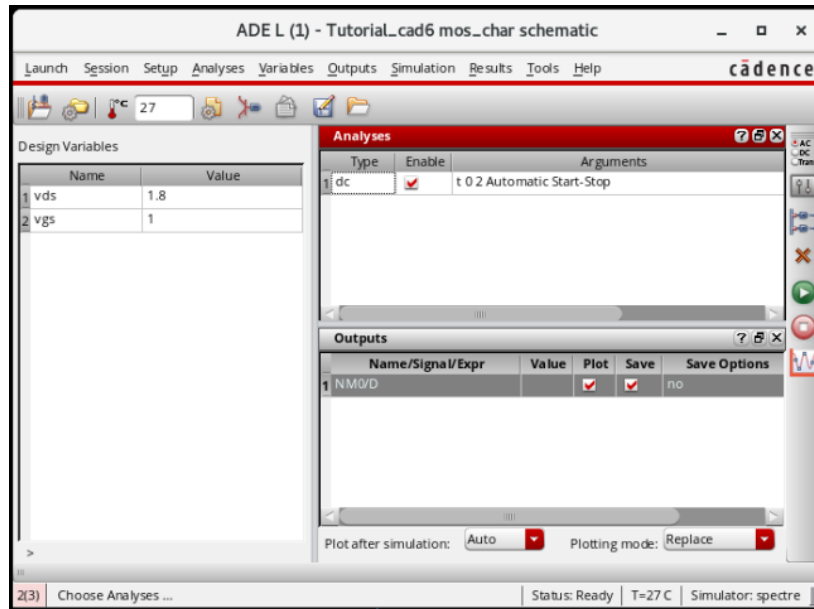 ADE L (1) - Tutorial_cad6 mos_char schematic
Launch Session Setup Analyses Variables Outputs Simulation Results Tools Help cādence
°C 27
Design Variables
Name Value
1 vds 1.8
2 vgs 1
>
Analyses
Type Enable Arguments
1 dc t 0 2 Automatic Start-Stop
Outputs
Name/Signal/Expr Value Plot Save Save Options
1 NM0/D no
Plot after simulation: Auto Plotting mode: Replace
AC
DC
Tran
2(3) Choose Analyses ... Status: Ready T=27 C Simulator: spectre